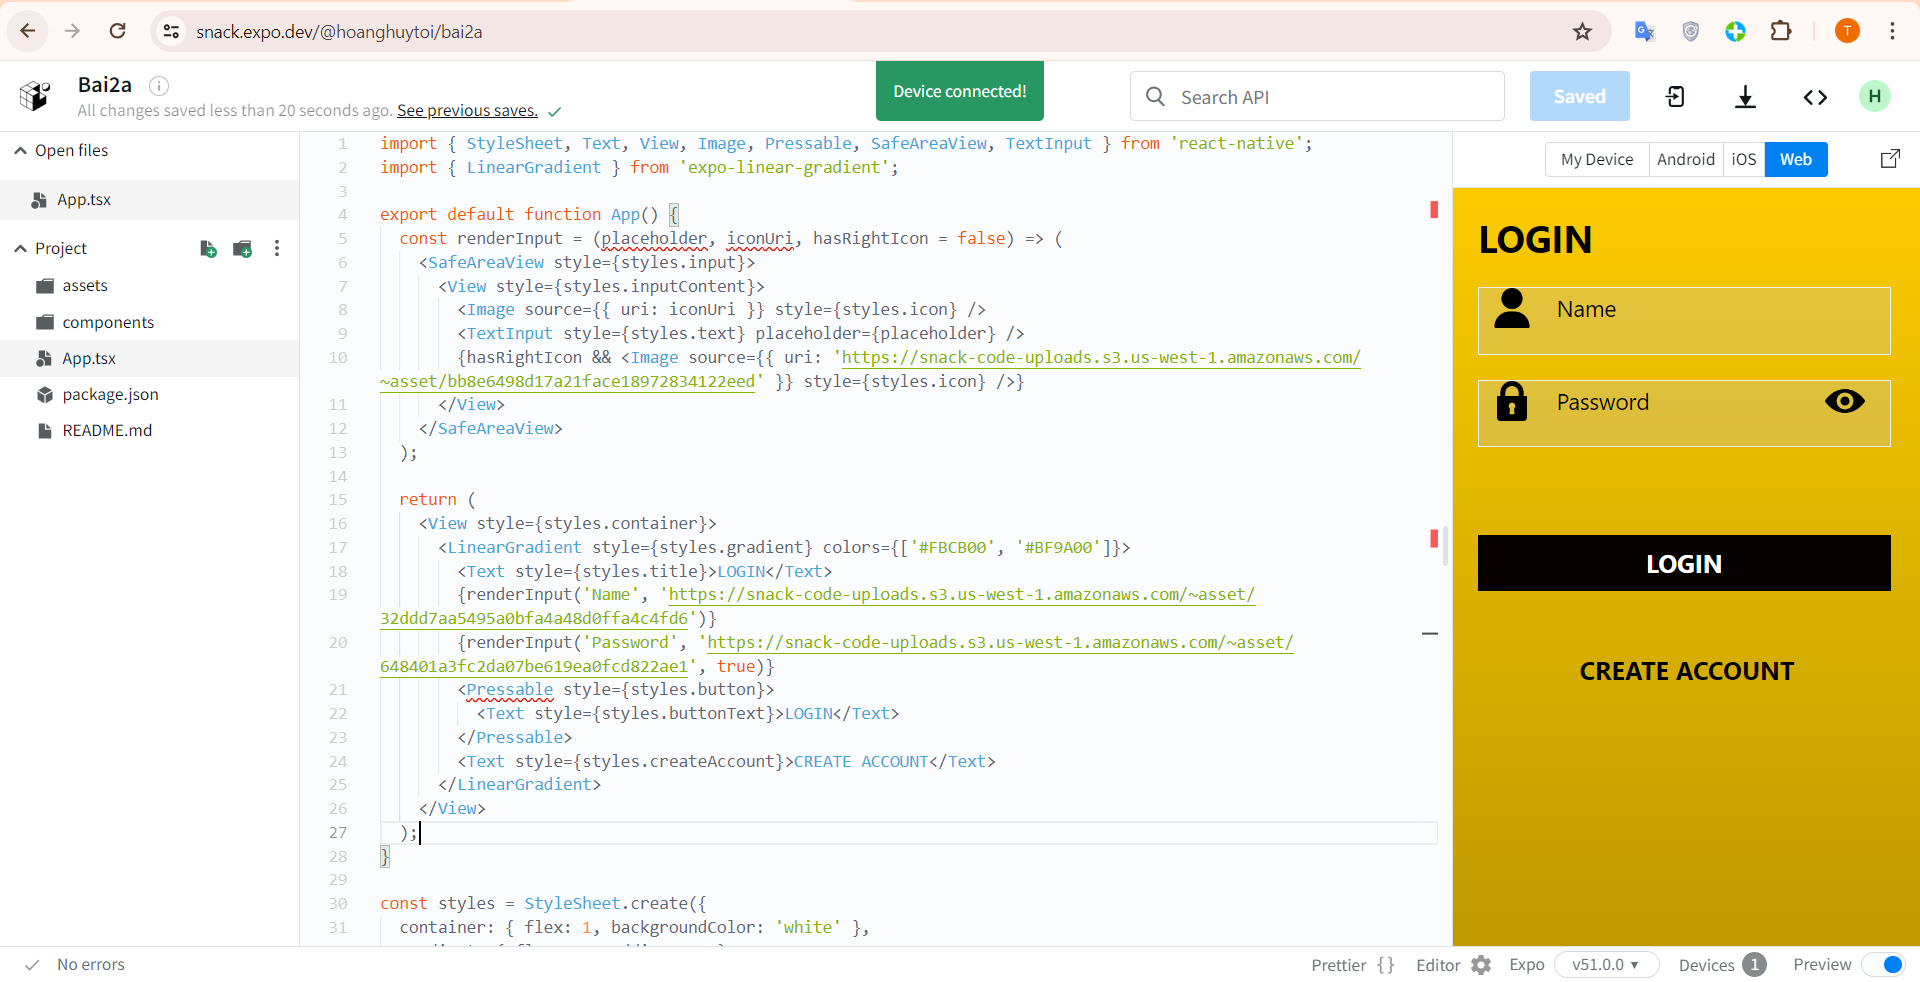 snack.expo.dev/@hoanghuytoi/bai2a
T
Bai2a
All changes saved less than 20 seconds ago. See previous saves.
Device connected!
Search API
Saved
H
Open files
App.tsx
Project
assets
components
App.tsx
package.json
README.md
1 import { StyleSheet, Text, View, Image, Pressable, SafeAreaView, TextInput } from 'react-native';
2 import { LinearGradient } from 'expo-linear-gradient';
3
4 export default function App() {
5 const renderInput = (placeholder, iconUri, hasRightIcon = false) => (
6 <SafeAreaView style={styles.input}>
7 <View style={styles.inputContent}>
8 <Image source={{ uri: iconUri }} style={styles.icon} />
9 <TextInput style={styles.text} placeholder={placeholder} />
10 {hasRightIcon && <Image source={{ uri: 'https://snack-code-uploads.s3.us-west-1.amazonaws.com/
~asset/bb8e6498d17a21face18972834122eed' }} style={styles.icon} />}
11 </View>
12 </SafeAreaView>
13 );
14
15 return (
16 <View style={styles.container}>
17 <LinearGradient style={styles.gradient} colors={['#FBCB00', '#BF9A00']}>
18 <Text style={styles.title}>LOGIN</Text>
19 {renderInput('Name', 'https://snack-code-uploads.s3.us-west-1.amazonaws.com/~asset/
32ddd7aa5495a0bfa4a48d0ffa4c4fd6')}
20 {renderInput('Password', 'https://snack-code-uploads.s3.us-west-1.amazonaws.com/~asset/
648401a3fc2da07be619ea0fcd822ae1', true)}
21 <Pressable style={styles.button}>
22 <Text style={styles.buttonText}>LOGIN</Text>
23 </Pressable>
24 <Text style={styles.createAccount}>CREATE ACCOUNT</Text>
25 </LinearGradient>
26 </View>
27 );
28 }
29
30 const styles = StyleSheet.create({
31 container: { flex: 1, backgroundColor: 'white' },
My Device
Android
iOS
Web
LOGIN
Name
Password
LOGIN
CREATE ACCOUNT
No errors
Prettier {}
Editor
Expo
v51.0.0
Devices 1
Preview